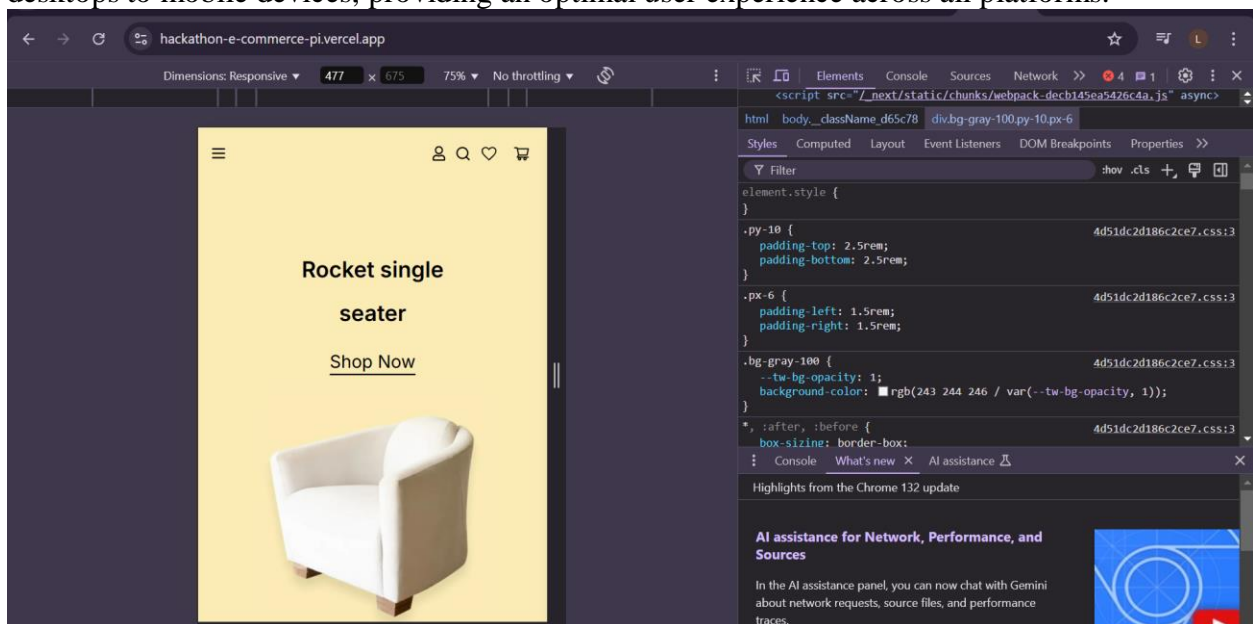 desktops to mobile devices, providing an optimal user experience across all platforms.
hackathon-e-commerce-pi.vercel.app
L
Dimensions: Responsive ▼ 477 x 675 75% ▼ No throttling ▼
Elements Console Sources Network >> 4 1
<script src="/_next/static/chunks/webpack-decb145ea5426c4a.js" async>
html body.__className_d65c78 div.bg-gray-100.py-10.px-6
Styles Computed Layout Event Listeners DOM Breakpoints Properties >>
Filter :hov .cls +
element.style {
}
.py-10 { 4d51dc2d186c2ce7.css:3
padding-top: 2.5rem;
padding-bottom: 2.5rem;
}
.px-6 { 4d51dc2d186c2ce7.css:3
padding-left: 1.5rem;
padding-right: 1.5rem;
}
.bg-gray-100 { 4d51dc2d186c2ce7.css:3
--tw-bg-opacity: 1;
background-color: rgb(243 244 246 / var(--tw-bg-opacity, 1));
}
*, :after, :before { 4d51dc2d186c2ce7.css:3
box-sizing: border-box;
Console What's new × AI assistance
Highlights from the Chrome 132 update
AI assistance for Network, Performance, and
Sources
In the AI assistance panel, you can now chat with Gemini
about network requests, source files, and performance
traces.
Rocket single
seater
Shop Now